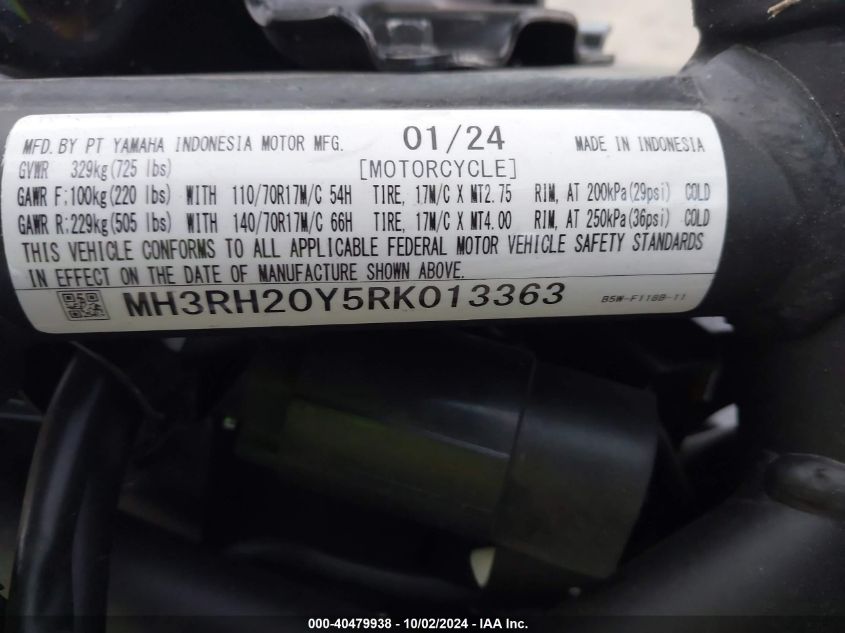 MFD. BY PT YAMAHA INDONESIA MOTOR MFG. 01/24 MADE IN INDONESIA
GVWR 329kg(725 lbs) [MOTORCYCLE]
GAWR F:100kg(220 lbs) WITH 110/70R17M/C 54H TIRE, 17M/C X MT2.75 RIM, AT 200kPa(29psi) COLD
GAWR R:229kg(505 lbs) WITH 140/70R17M/C 66H TIRE, 17M/C X MT4.00 RIM, AT 250kPa(36psi) COLD
THIS VEHICLE CONFORMS TO ALL APPLICABLE FEDERAL MOTOR VEHICLE SAFETY STANDARDS
IN EFFECT ON THE DATE OF MANUFACTURE SHOWN ABOVE.
MH3RH20Y5RK013363 B5W-F118B-11
000-40479938 - 10/02/2024 - IAA Inc.